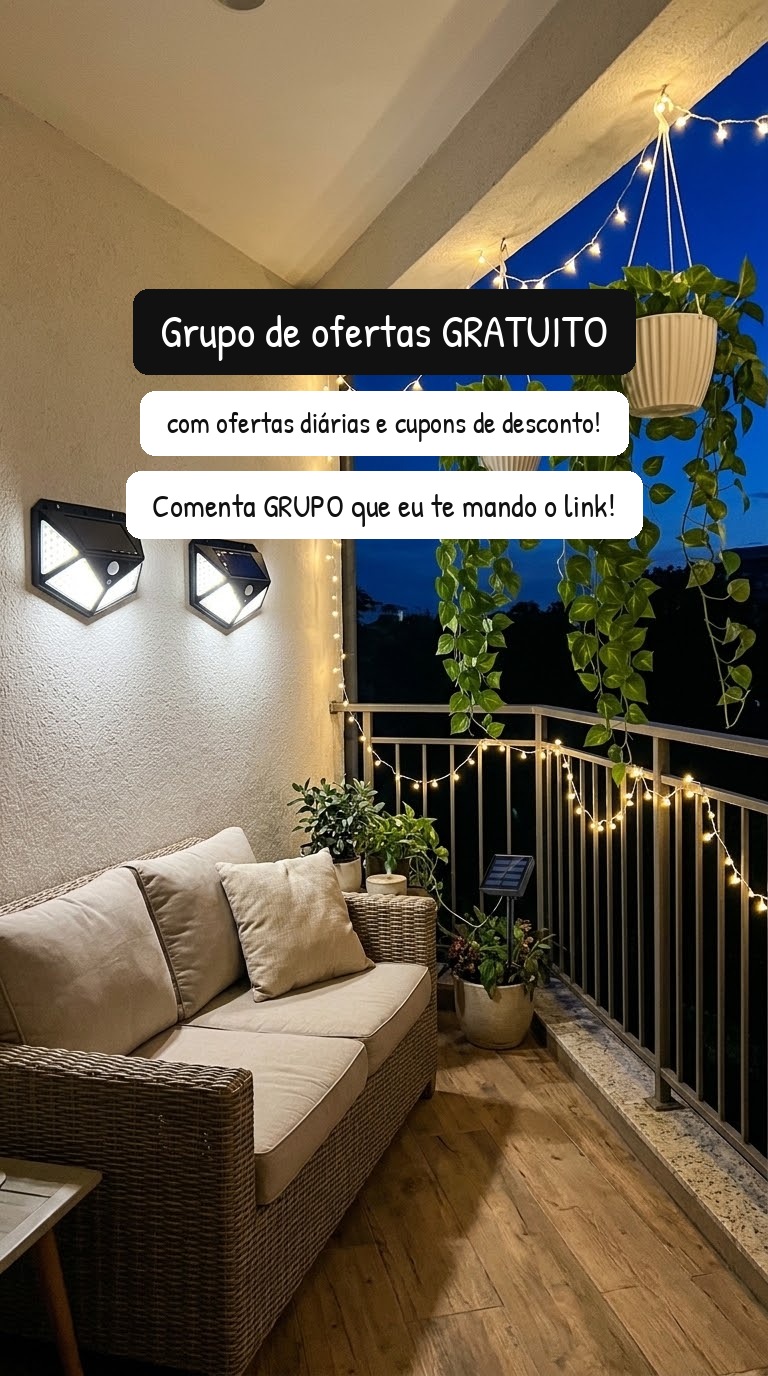 Grupo de ofertas GRATUITO
com ofertas diárias e cupons de desconto!
Comenta GRUPO que eu te mando o link!